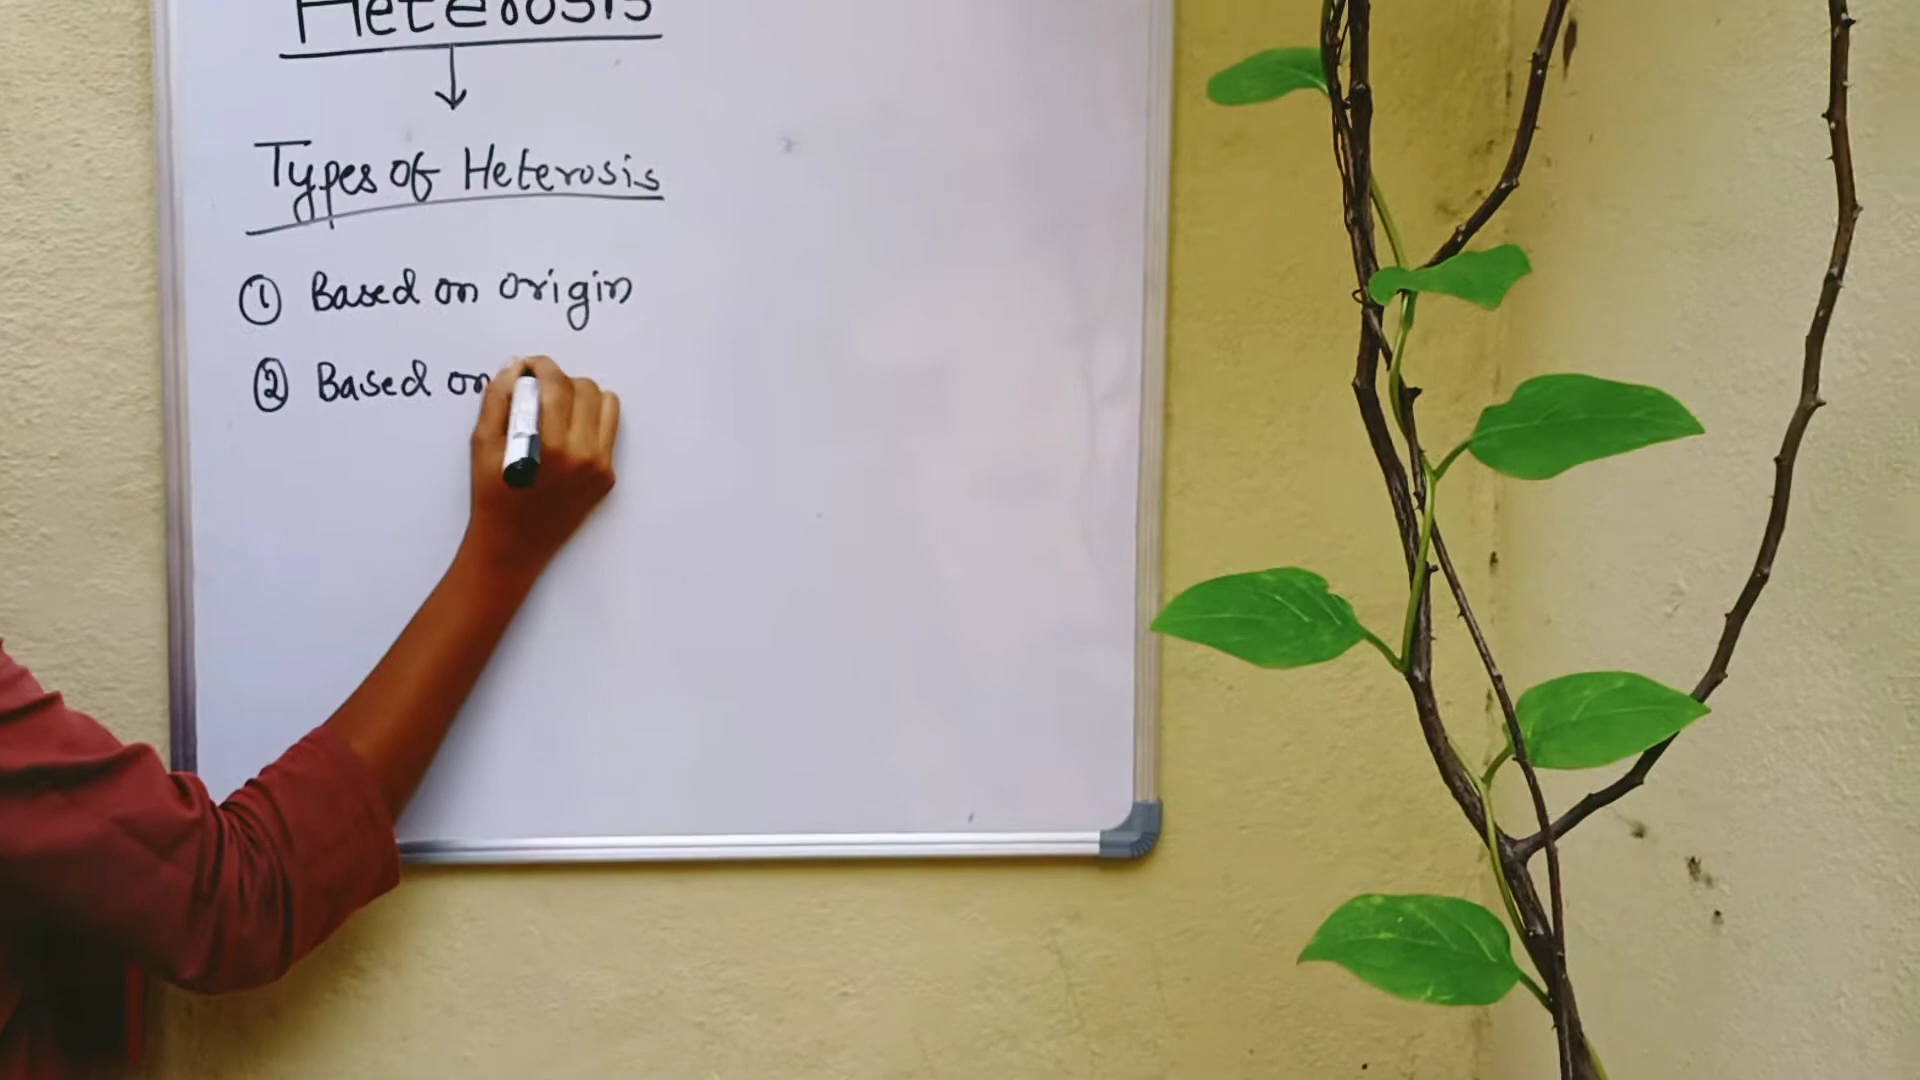 Heterosis
Types of Heterosis
① Based on origin
② Based on